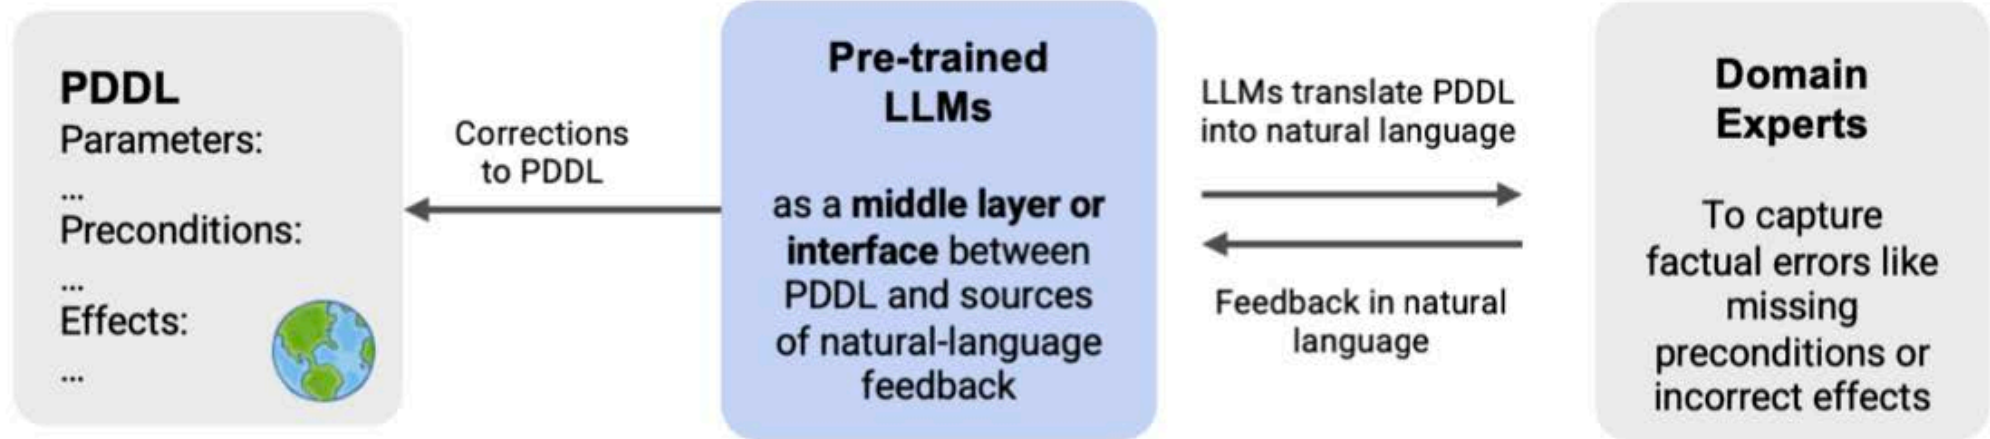 PDDL
Parameters:
...
Preconditions:
...
Effects:
...
Corrections
to PDDL
Pre-trained
LLMs
as a middle layer or
interface between
PDDL and sources
of natural-language
feedback
LLMs translate PDDL
into natural language
Feedback in natural
language
Domain
Experts
To capture
factual errors like
missing
preconditions or
incorrect effects